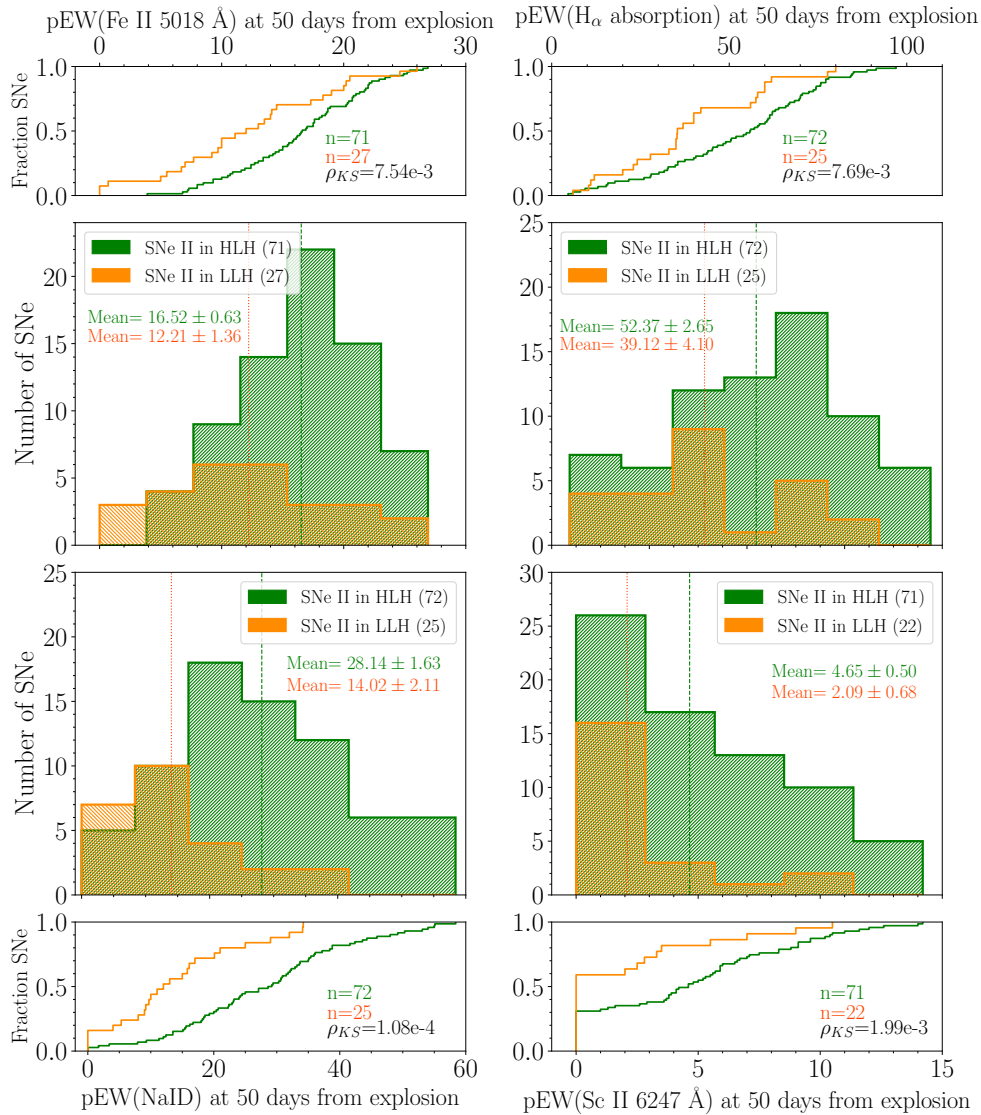 pEW(Fe II 5018 Å) at 50 days from explosion
0 10 20 30
1.0
0.5
0.0
Fraction SNe
n=71
n=27
ρKS=7.54e-3
pEW(Hα absorption) at 50 days from explosion
0 50 100
1.0
0.5
0.0
n=72
n=25
ρKS=7.69e-3
20
15
10
5
0
Number of SNe
SNe II in HLH (71)
SNe II in LLH (27)
Mean= 16.52 ± 0.63
Mean= 12.21 ± 1.36
25
20
15
10
5
0
SNe II in HLH (72)
SNe II in LLH (25)
Mean= 52.37 ± 2.65
Mean= 39.12 ± 4.10
25
20
15
10
5
0
Number of SNe
SNe II in HLH (72)
SNe II in LLH (25)
Mean= 28.14 ± 1.63
Mean= 14.02 ± 2.11
30
25
20
15
10
5
0
SNe II in HLH (71)
SNe II in LLH (22)
Mean= 4.65 ± 0.50
Mean= 2.09 ± 0.68
1.0
0.5
0.0
Fraction SNe
n=72
n=25
ρKS=1.08e-4
0 20 40 60
pEW(NaID) at 50 days from explosion
1.0
0.5
0.0
n=71
n=22
ρKS=1.99e-3
0 5 10 15
pEW(Sc II 6247 Å) at 50 days from explosion